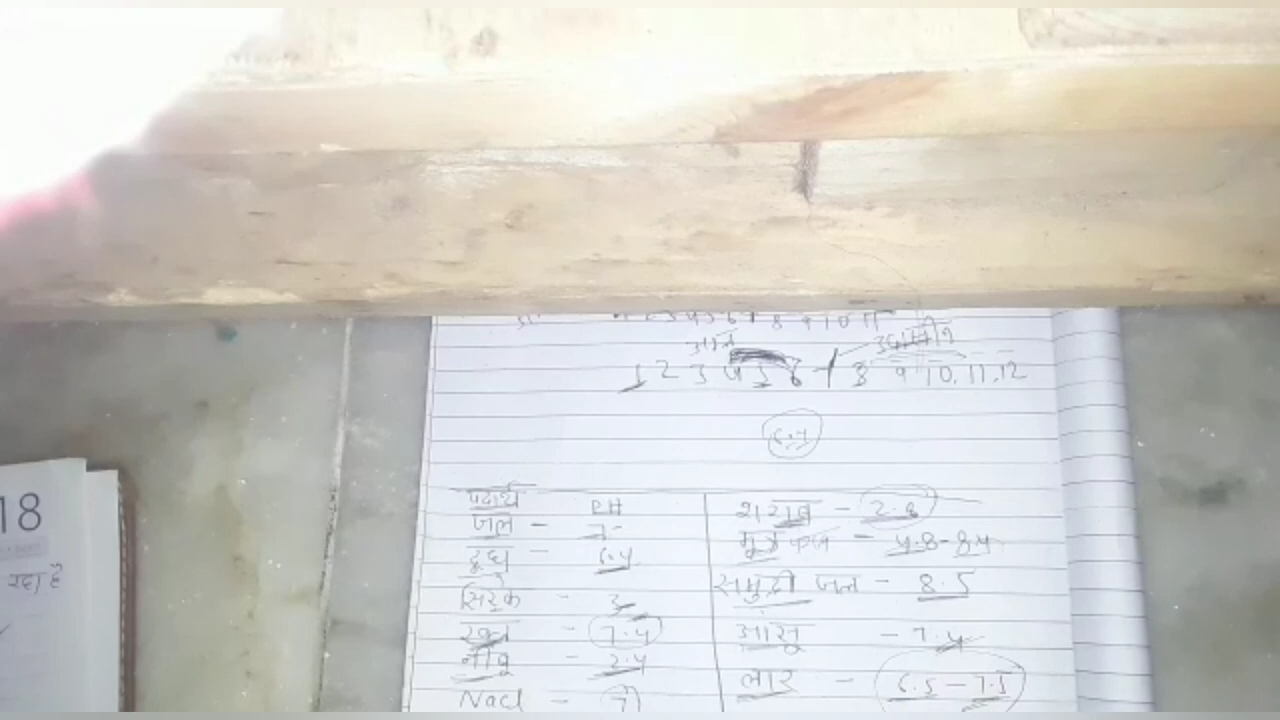 18
रहा है
1 2 3 4 5 6 7 8 9 10, 11, 12
6.4
पदार्थ PH
जल - 7
दूध - 6.4
सिरके - 3
रक्त - 7.4
नींबू - 2.4
Nacl - 7
शराब - 2.8
मूत्र - 4.8-8.4
समुद्री जल - 8.5
आंसू - 7.4
लार - 6.5-7.5